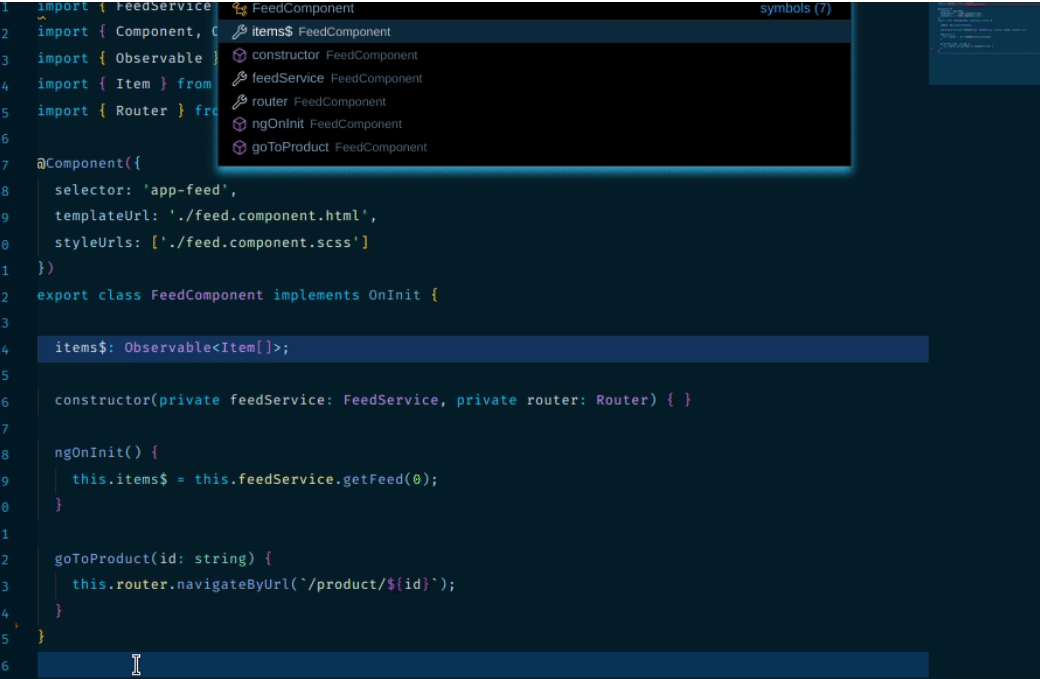 FeedComponent symbols (7)
items$ FeedComponent
constructor FeedComponent
feedService FeedComponent
router FeedComponent
ngOnInit FeedComponent
goToProduct FeedComponent
1 import { FeedService
2 import { Component,
3 import { Observable }
4 import { Item } from
5 import { Router }
6
7 @Component({
8   selector: 'app-feed',
9   templateUrl: './feed.component.html',
0   styleUrls: ['./feed.component.scss']
1 })
2 export class FeedComponent implements OnInit {
3
4   items$: Observable<Item[]>;
5
6   constructor(private feedService: FeedService, private router: Router) { }
7
8   ngOnInit() {
9     this.items$ = this.feedService.getFeed(0);
0   }
1
2   goToProduct(id: string) {
3     this.router.navigateByUrl(`/product/${id}`);
4   }
5 }
6